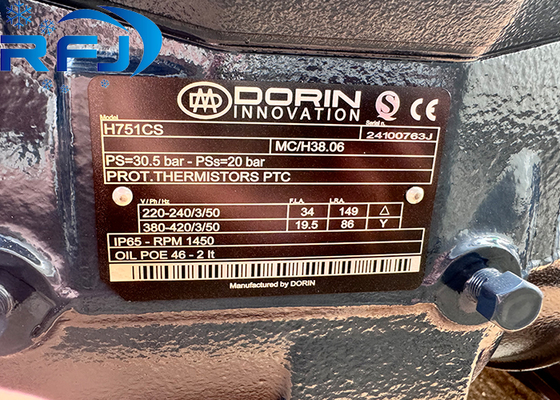 RFJ
DORIN
INNOVATION
CE
Model
Serial n.
H751CS
24100763J
MC/H38.06
PS=30.5 bar - PSs=20 bar
PROT.THERMISTORS PTC
V / Ph / Hz F.L.A. L.R.A.
220-240/3/50 34 149 △
380-420/3/50 19.5 86 Y
IP65 - RPM 1450
OIL POE 46 - 2 lt
Manufactured by DORIN